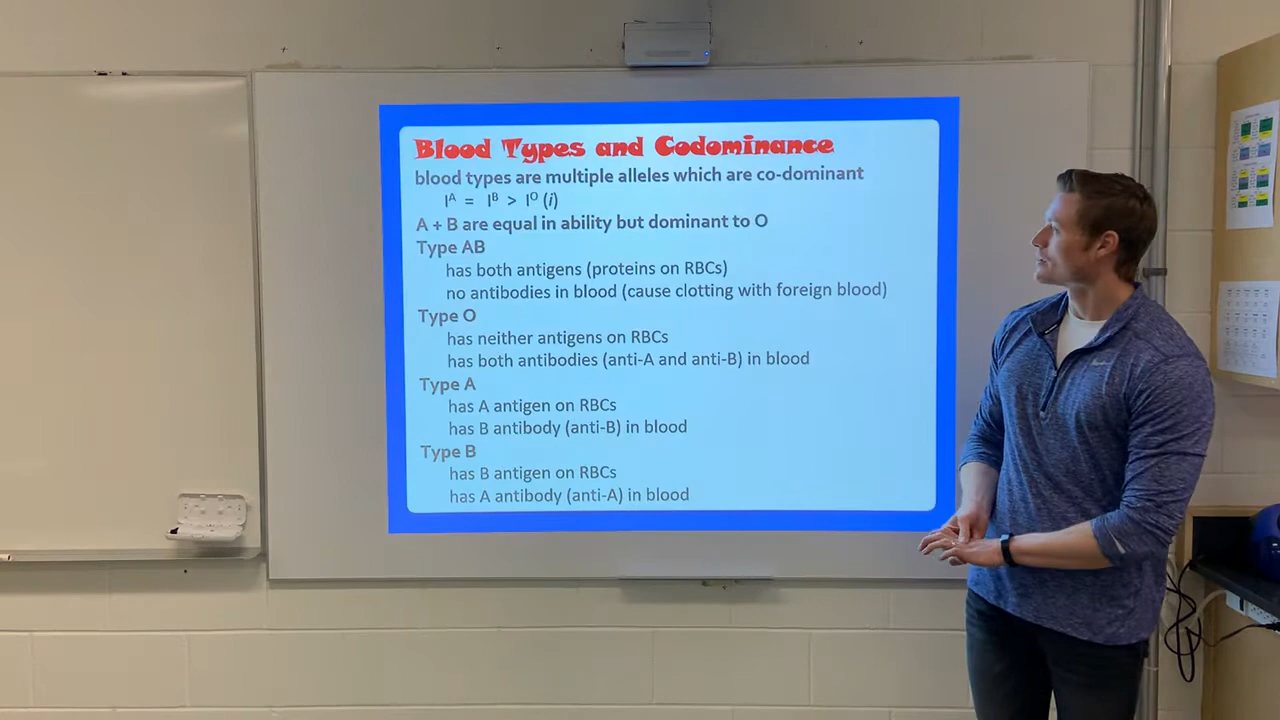 Blood Types and Codominance
blood types are multiple alleles which are co-dominant
Iᴬ = Iᴮ > Iᴼ (i)
A + B are equal in ability but dominant to O
Type AB
has both antigens (proteins on RBCs)
no antibodies in blood (cause clotting with foreign blood)
Type O
has neither antigens on RBCs
has both antibodies (anti-A and anti-B) in blood
Type A
has A antigen on RBCs
has B antibody (anti-B) in blood
Type B
has B antigen on RBCs
has A antibody (anti-A) in blood